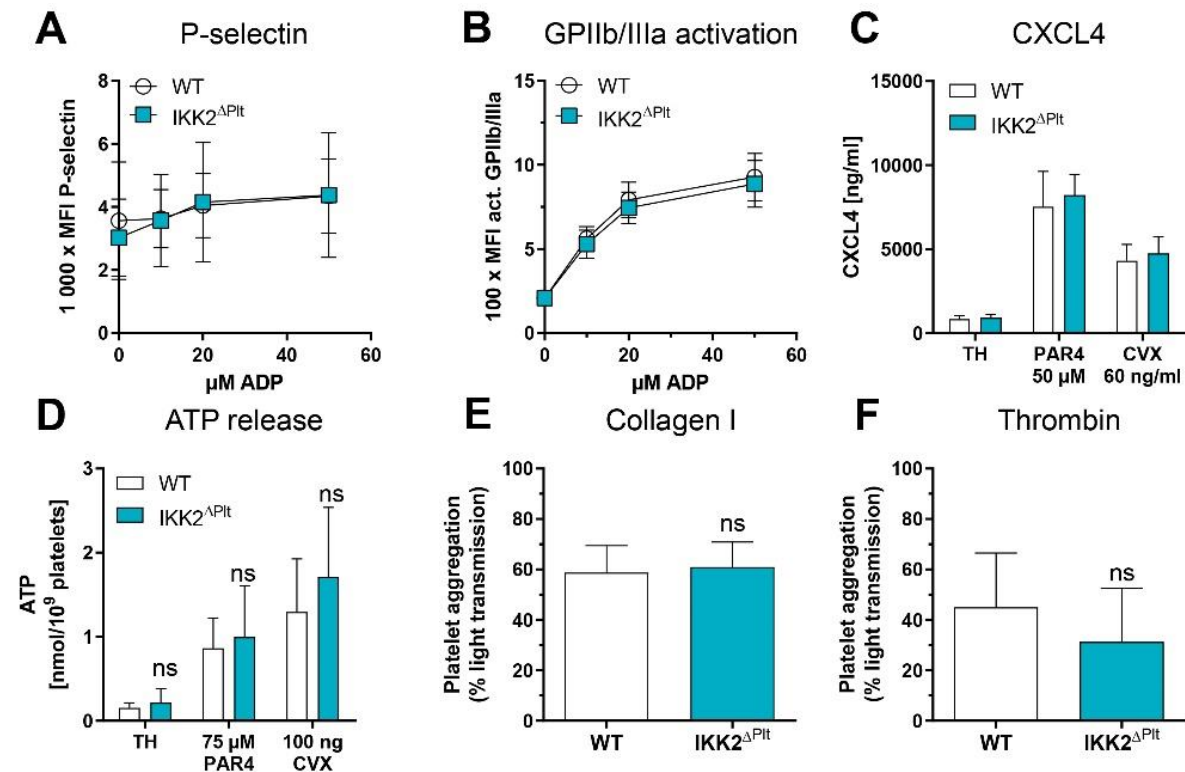 A P-selectin
1 000 x MFI P-selectin
8
6
4
2
0
WT
IKK2ΔPlt
0 20 40 60
µM ADP
B GPIIb/IIIa activation
100 x MFI act. GPIIb/IIIa
15
10
5
0
WT
IKK2ΔPlt
0 20 40 60
µM ADP
C CXCL4
CXCL4 [ng/ml]
15000
10000
5000
0
WT
IKK2ΔPlt
TH PAR4 CVX
50 µM 60 ng/ml
D ATP release
ATP
[nmol/10⁹ platelets]
3
2
1
0
WT
IKK2ΔPlt
ns ns ns
TH 75 µM 100 ng
PAR4 CVX
E Collagen I
Platelet aggregation
(% light transmission)
100
80
60
40
20
0
ns
WT IKK2ΔPlt
F Thrombin
Platelet aggregation
(% light transmission)
100
80
60
40
20
0
ns
WT IKK2ΔPlt